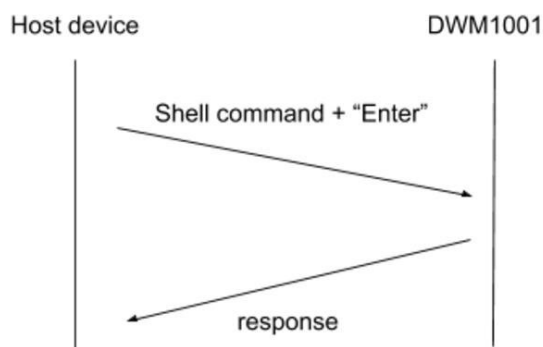 Host device
DWM1001
Shell command + “Enter”
response